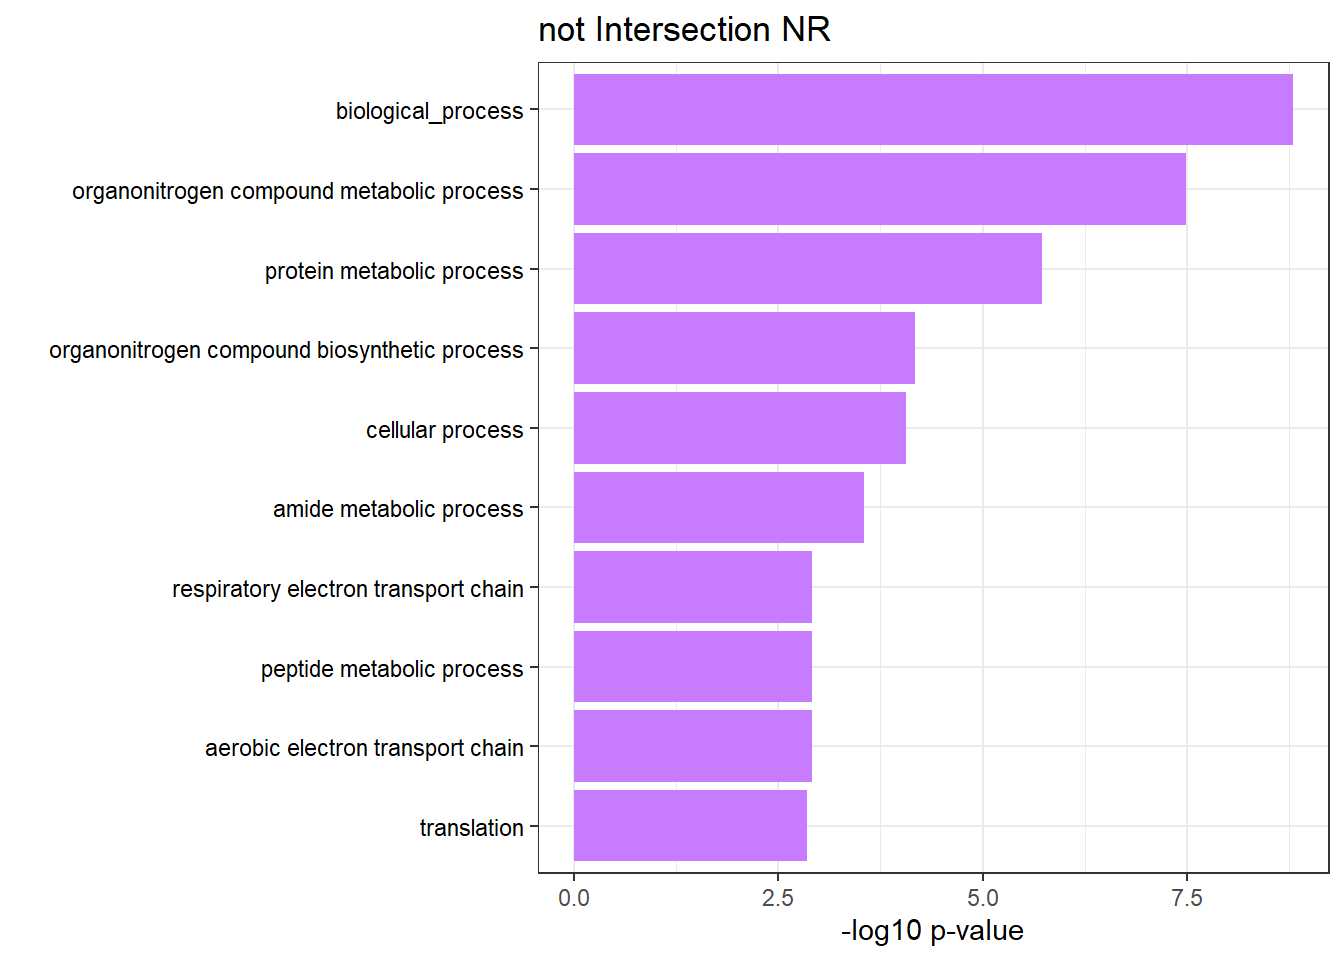 not Intersection NR
biological_process
organonitrogen compound metabolic process
protein metabolic process
organonitrogen compound biosynthetic process
cellular process
amide metabolic process
respiratory electron transport chain
peptide metabolic process
aerobic electron transport chain
translation
0.0 2.5 5.0 7.5
-log10 p-value